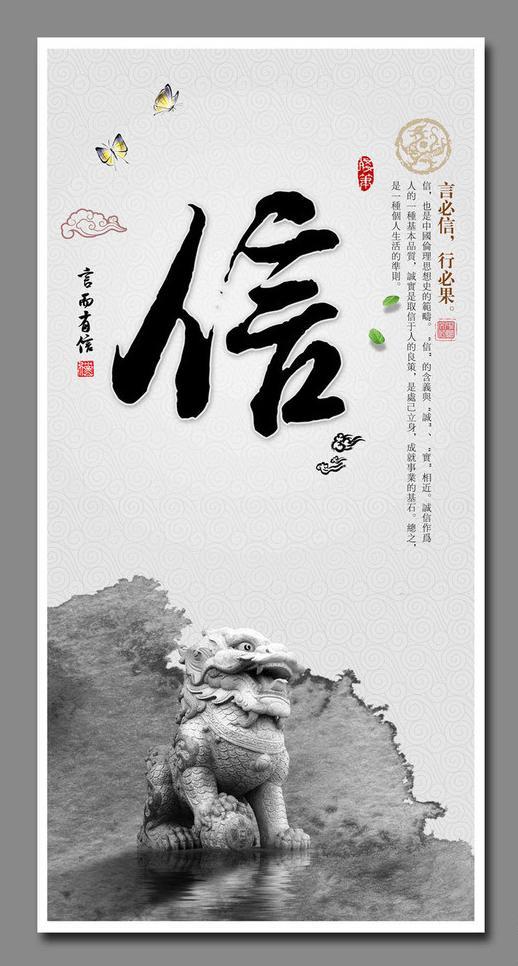 言必信，行必果。
信，也是中國倫理思想史的範疇。“信”的含義與“誠”、“實”相近。誠信作爲
人的一種基本品質，誠實是取信于人的良策，是處己立身，成就事業的基石。總之，
是一種個人生活的準則。
信
言而有信